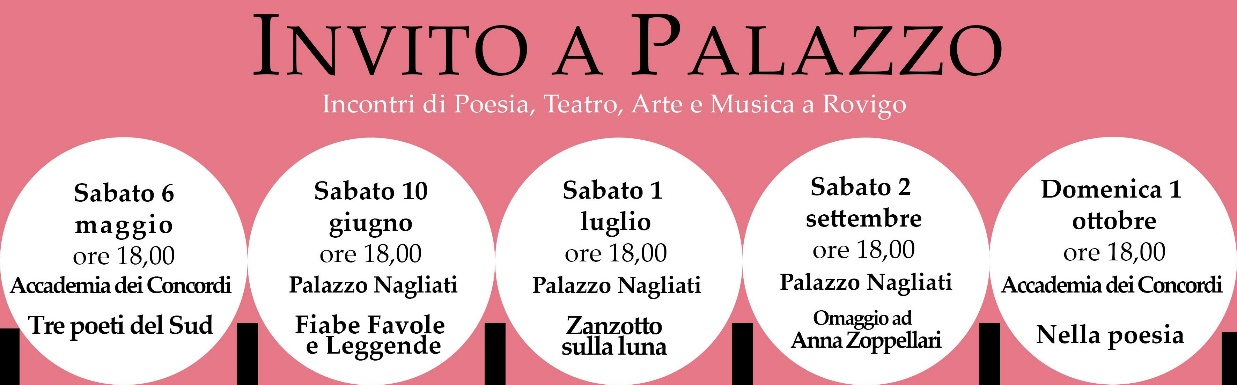 INVITO A PALAZZO
Incontri di Poesia, Teatro, Arte e Musica a Rovigo
Sabato 6
maggio
ore 18,00
Accademia dei Concordi
Tre poeti del Sud
Sabato 10
giugno
ore 18,00
Palazzo Nagliati
Fiabe Favole
e Leggende
Sabato 1
luglio
ore 18,00
Palazzo Nagliati
Zanzotto
sulla luna
Sabato 2
settembre
ore 18,00
Palazzo Nagliati
Omaggio ad
Anna Zoppellari
Domenica 1
ottobre
ore 18,00
Accademia dei Concordi
Nella poesia